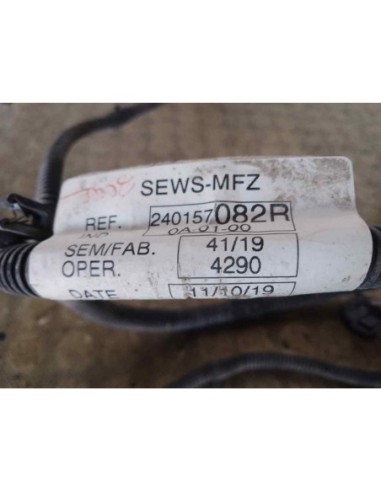 SEWS-MFZ
REF. 240157082R
0A 01-00
SEM/FAB. 41/19
OPER. 4290
DATE 11/10/19